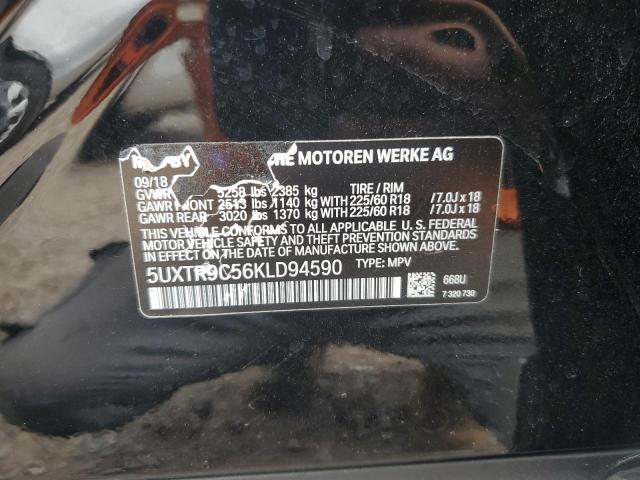 BY HE MOTOREN WERKE AG
09/18
GVWR 5258 lbs 2385 kg TIRE / RIM
GAWR FRONT 2513 lbs 1140 kg WITH 225/60 R18 /7.0J x 18
GAWR REAR 3020 lbs 1370 kg WITH 225/60 R18 /7.0J x 18
THIS VEHICLE CONFORMS TO ALL APPLICABLE U. S. FEDERAL
MOTOR VEHICLE SAFETY AND THEFT PREVENTION STANDARDS
IN EFFECT ON THE DATE OF MANUFACTURE SHOWN ABOVE.
5UXTR9C56KLD94590 TYPE: MPV
668U
7 320 730